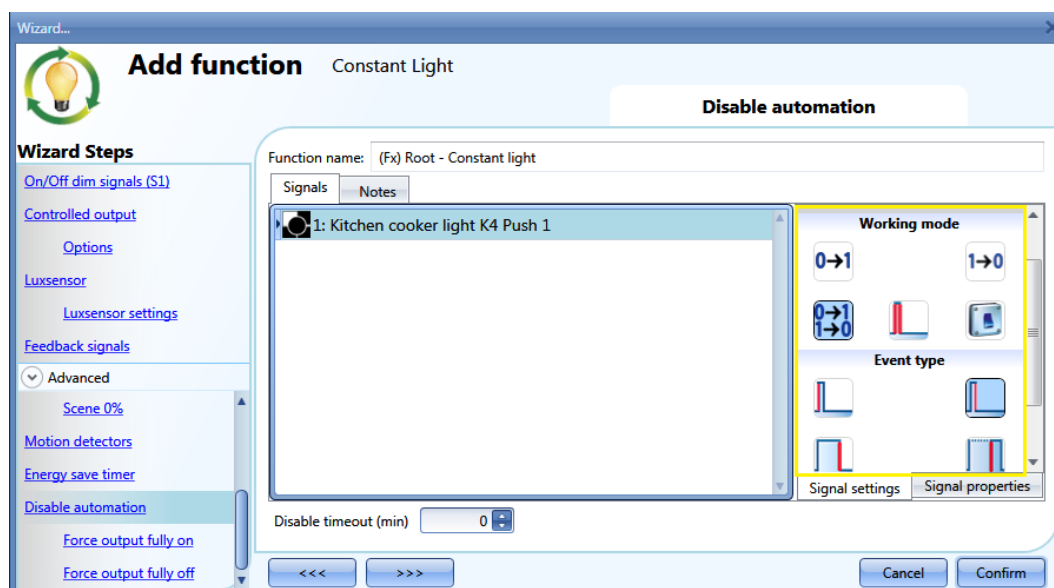 Wizard...
Add function
Constant Light
Disable automation
Wizard Steps
On/Off dim signals (S1)
Controlled output
Options
Luxsensor
Luxsensor settings
Feedback signals
Advanced
Scene 0%
Motion detectors
Energy save timer
Disable automation
Force output fully on
Force output fully off
Function name: (Fx) Root - Constant light
Signals
Notes
1: Kitchen cooker light K4 Push 1
Working mode
0→1
1→0
0→1
1→0
Event type
Signal settings
Signal properties
Disable timeout (min) 0
<<<
>>>
Cancel
Confirm